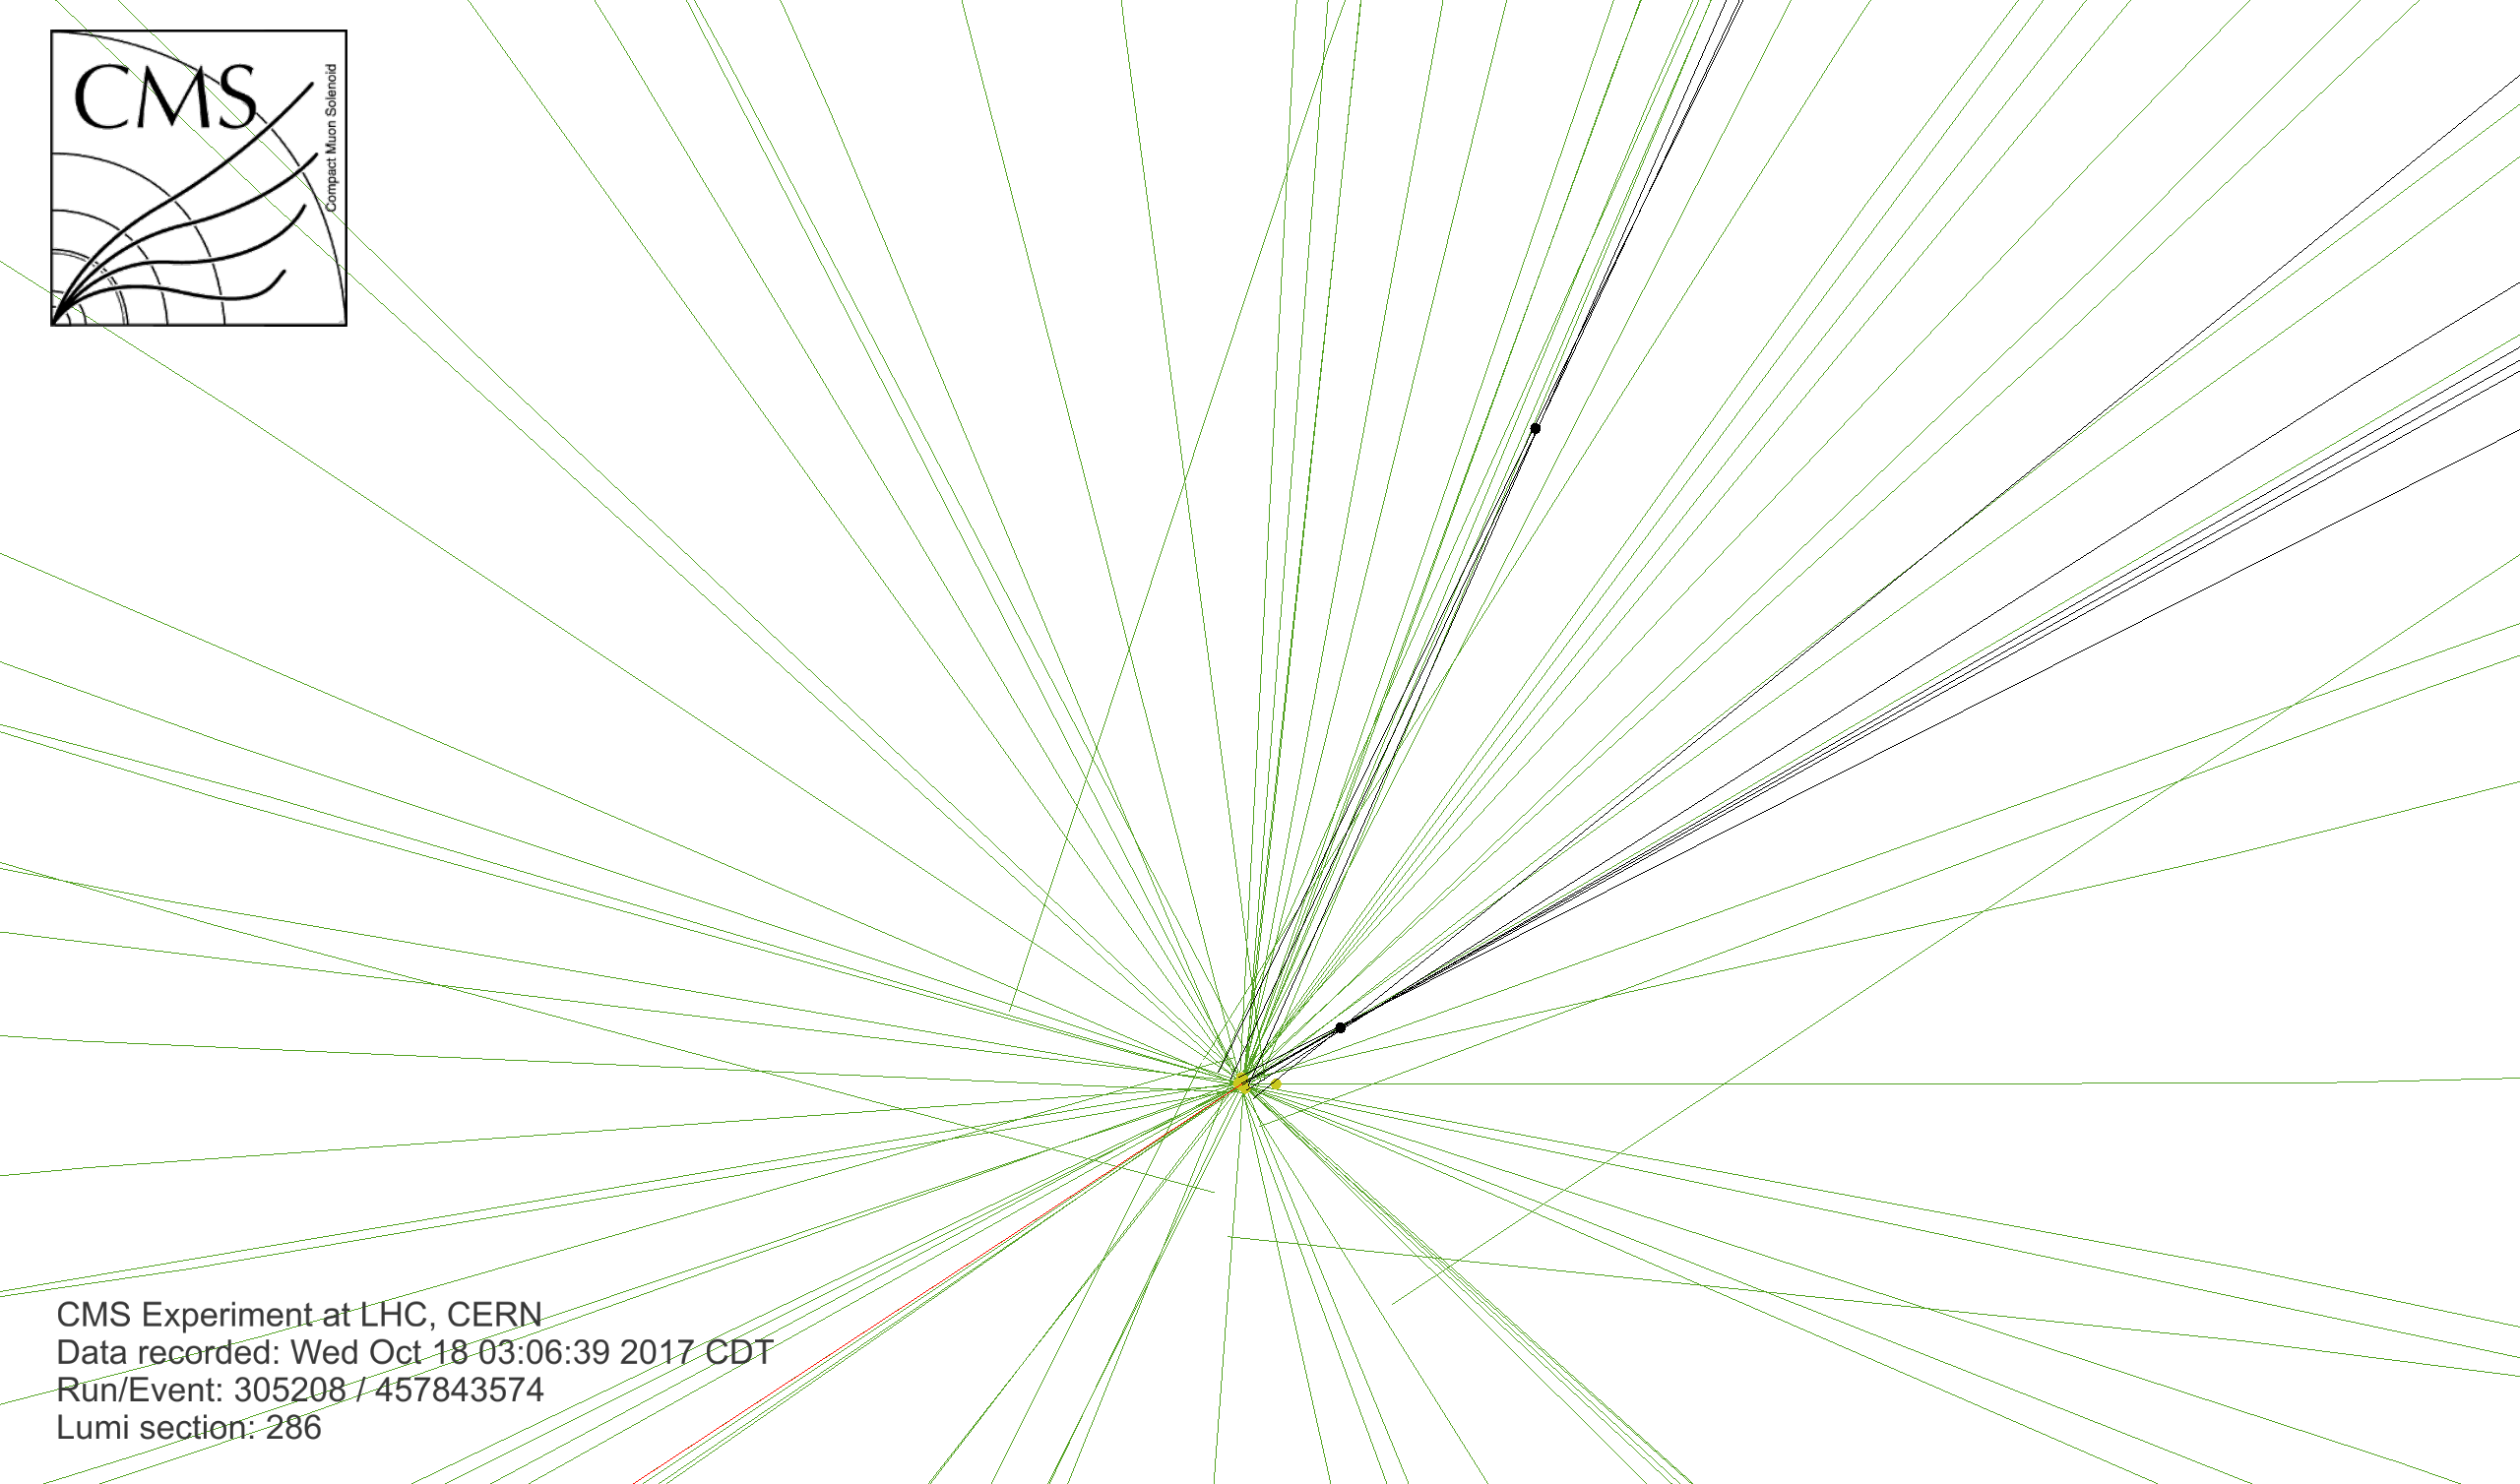 CMS
Compact Muon Solenoid
CMS Experiment at LHC, CERN
Data recorded: Wed Oct 18 03:06:39 2017 CDT
Run/Event: 305208 / 457843574
Lumi section: 286